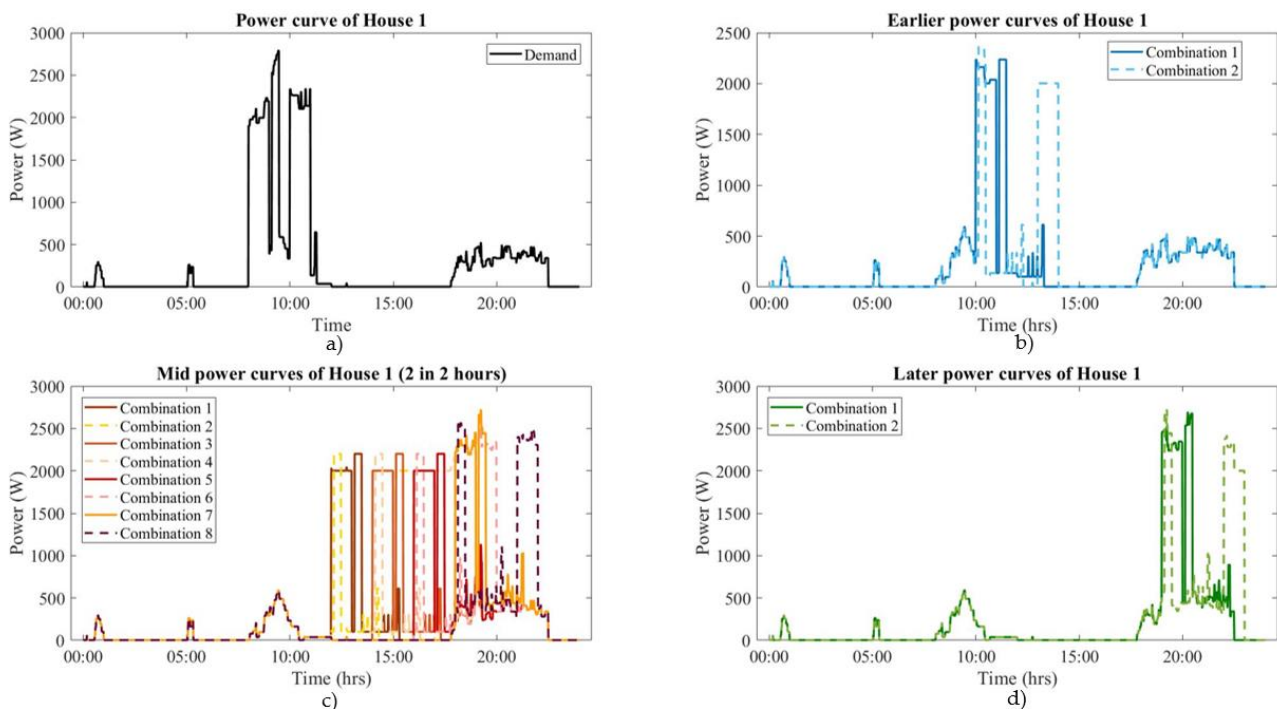 Power curve of House 1
3000
2500
2000
1500
1000
500
0
Power (W)
Demand
00:00 05:00 10:00 15:00 20:00
Time
a)
Earlier power curves of House 1
2500
2000
1500
1000
500
0
Power (W)
Combination 1
Combination 2
00:00 05:00 10:00 15:00 20:00
Time (hrs)
b)
Mid power curves of House 1 (2 in 2 hours)
3000
2500
2000
1500
1000
500
0
Power (W)
Combination 1
Combination 2
Combination 3
Combination 4
Combination 5
Combination 6
Combination 7
Combination 8
00:00 05:00 10:00 15:00 20:00
Time (hrs)
c)
Later power curves of House 1
3000
2500
2000
1500
1000
500
0
Power (W)
Combination 1
Combination 2
00:00 05:00 10:00 15:00 20:00
Time (hrs)
d)